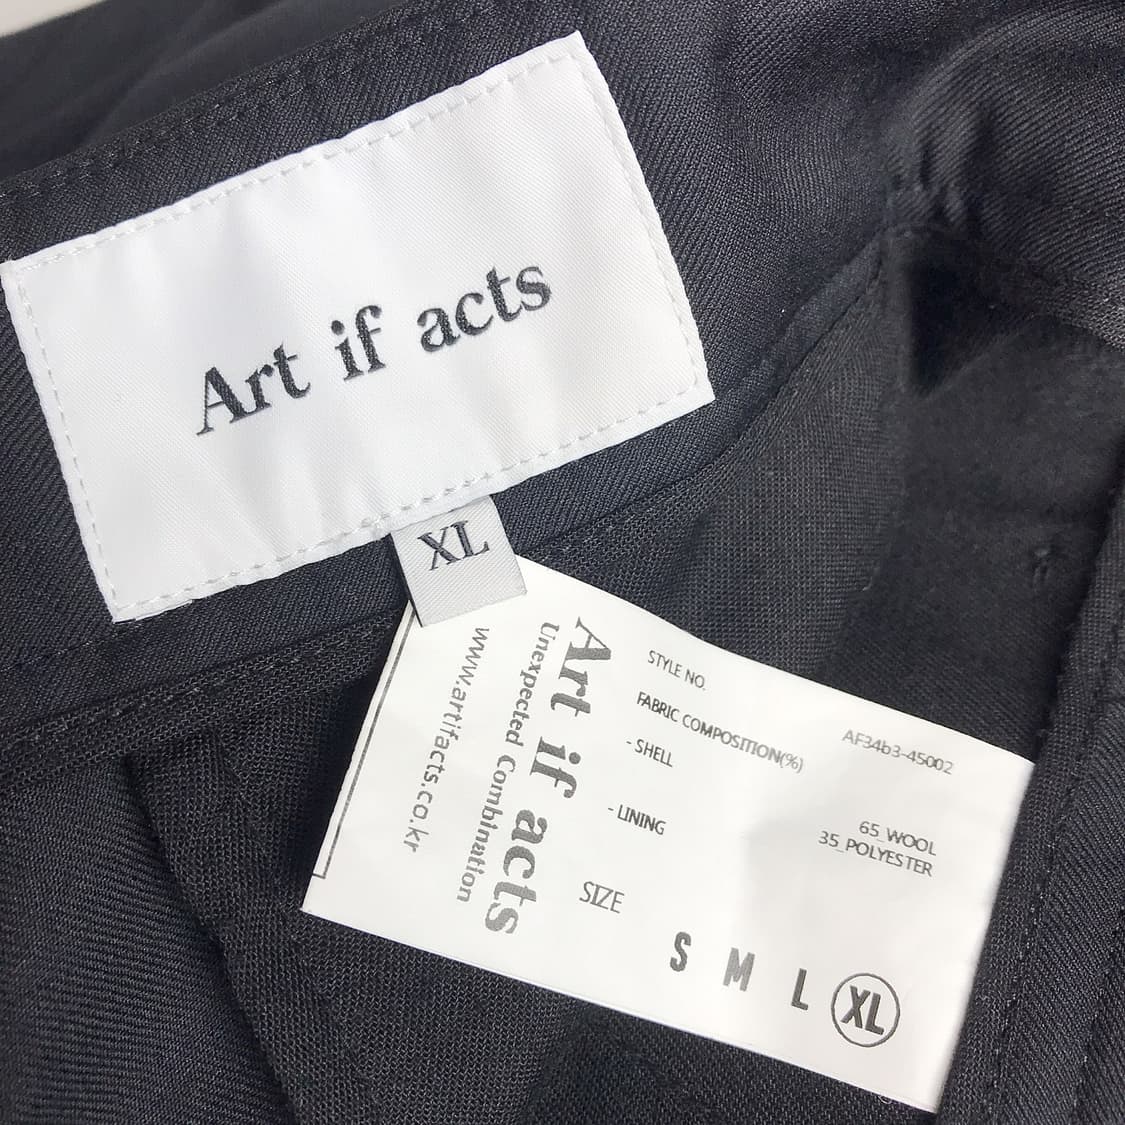 Art if acts
XL
www.artifacts.co.kr
Art if acts
Unexpected Combination
STYLE NO. AF34b3-45002
FABRIC COMPOSITION(%)
- SHELL 65_WOOL
35_POLYESTER
- LINING
SIZE
S M L XL